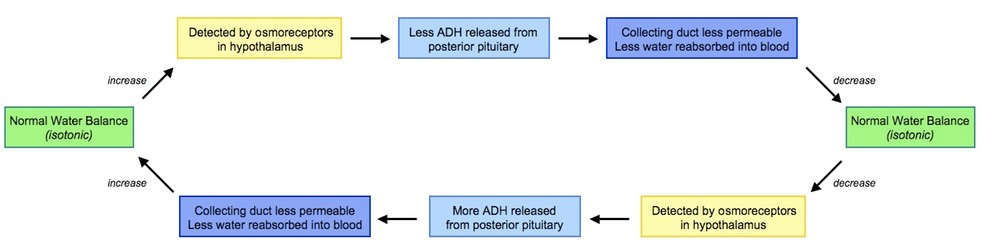 Detected by osmoreceptors
in hypothalamus
Less ADH released from
posterior pituitary
Collecting duct less permeable
Less water reabsorbed into blood
increase
decrease
Normal Water Balance
(isotonic)
Normal Water Balance
(isotonic)
increase
decrease
Collecting duct less permeable
Less water reabsorbed into blood
More ADH released
from posterior pituitary
Detected by osmoreceptors
in hypothalamus